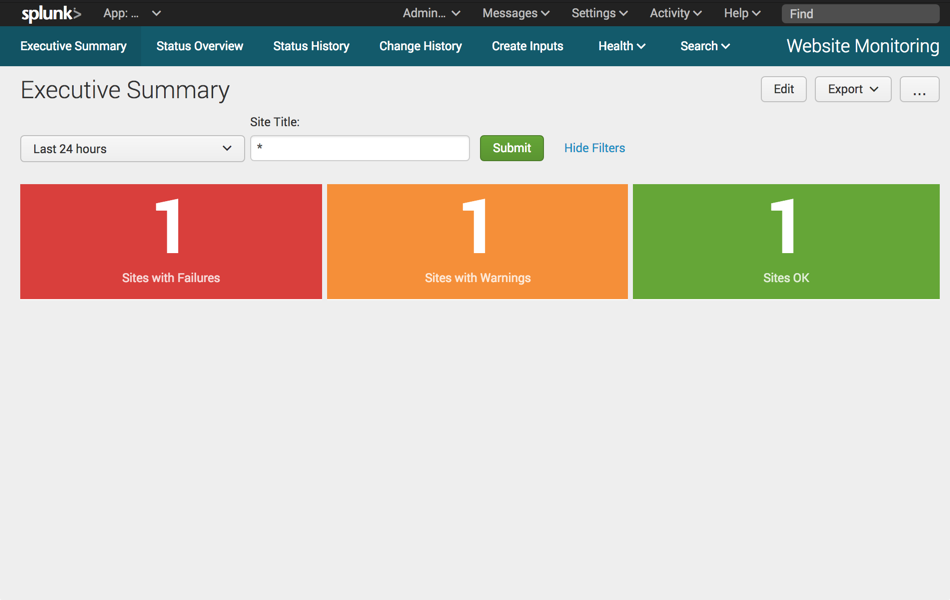 splunk> App: ... Admin... Messages Settings Activity Help Find
Executive Summary Status Overview Status History Change History Create Inputs Health Search Website Monitoring
Executive Summary Edit Export ...
Site Title:
Last 24 hours * Submit Hide Filters
1 1 1
Sites with Failures Sites with Warnings Sites OK